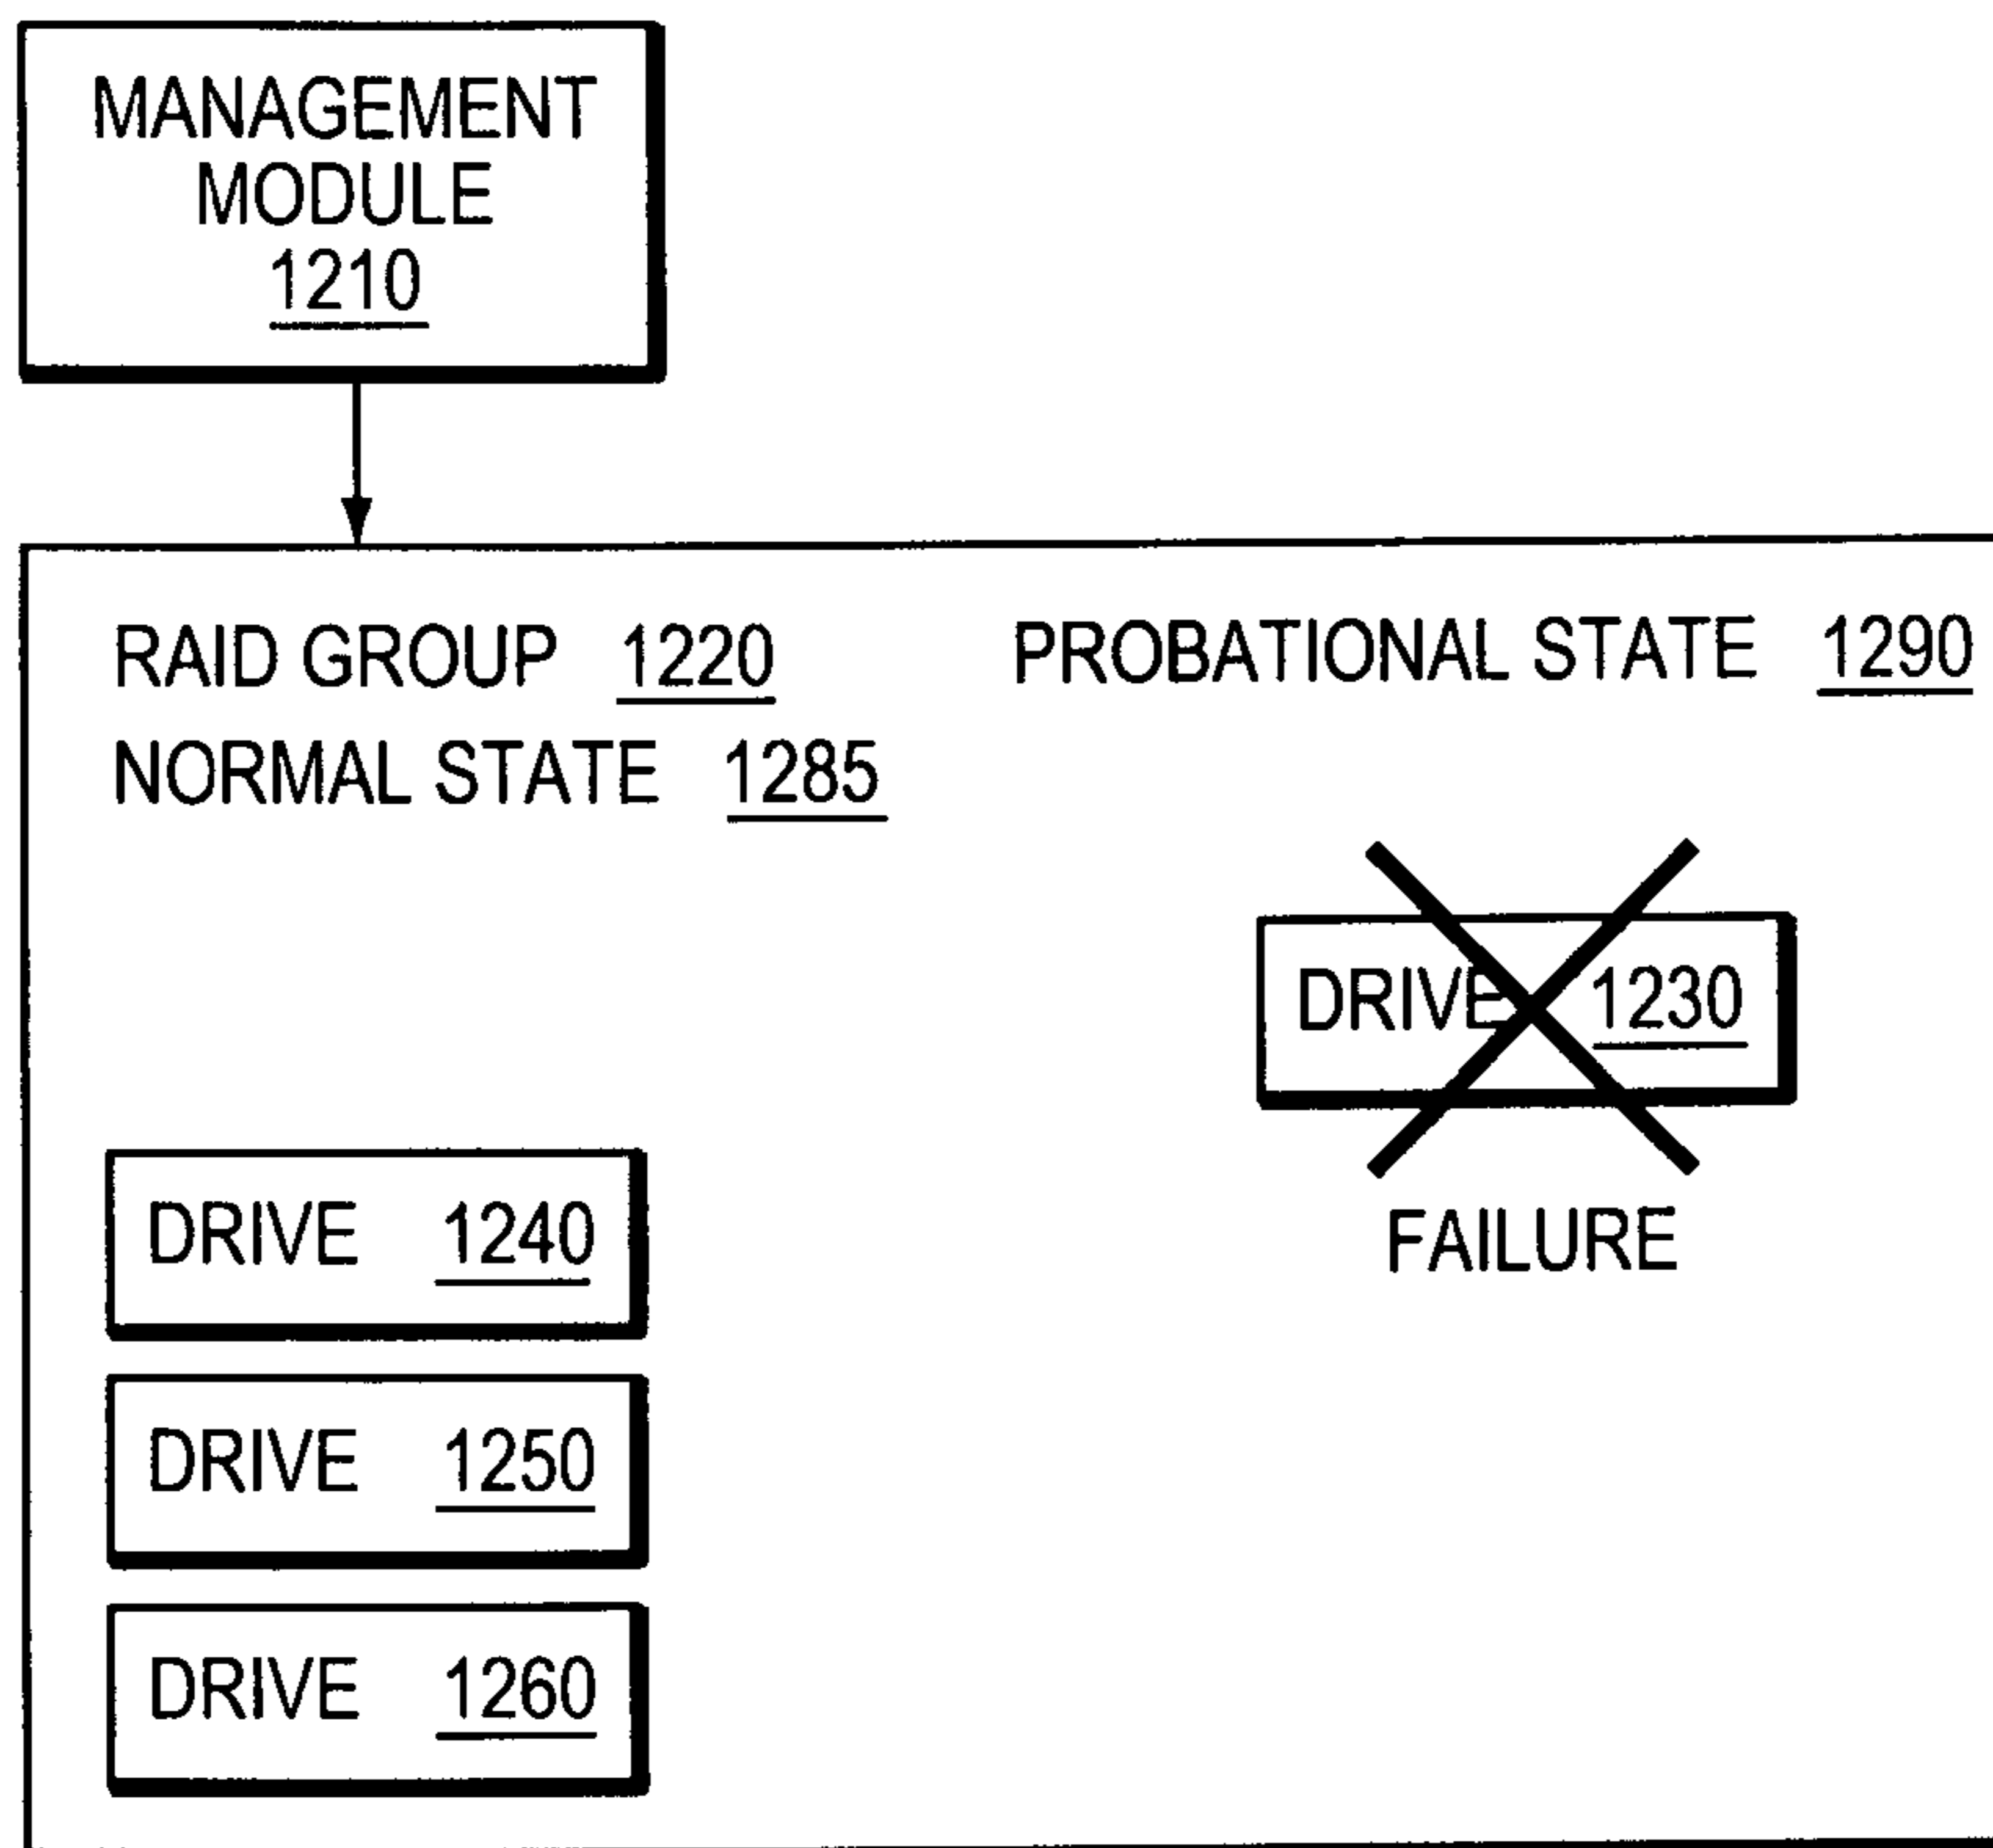 MANAGEMENT
MODULE
1210
RAID GROUP 1220
PROBATIONAL STATE 1290
NORMAL STATE 1285
DRIVE 1230
FAILURE
DRIVE 1240
DRIVE 1250
DRIVE 1260